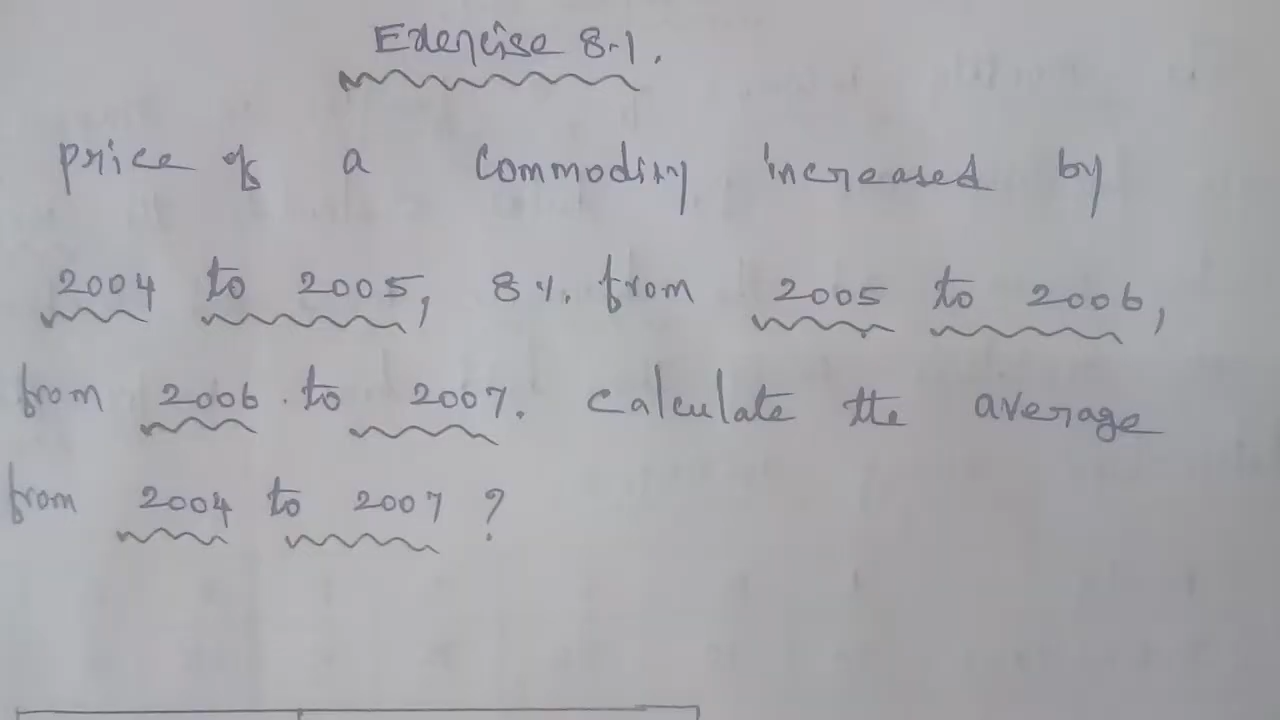 Exercise 8.1.
price of a commodity increased by
2004 to 2005, 8%. from 2005 to 2006,
from 2006 to 2007. Calculate the average
from 2004 to 2007 ?